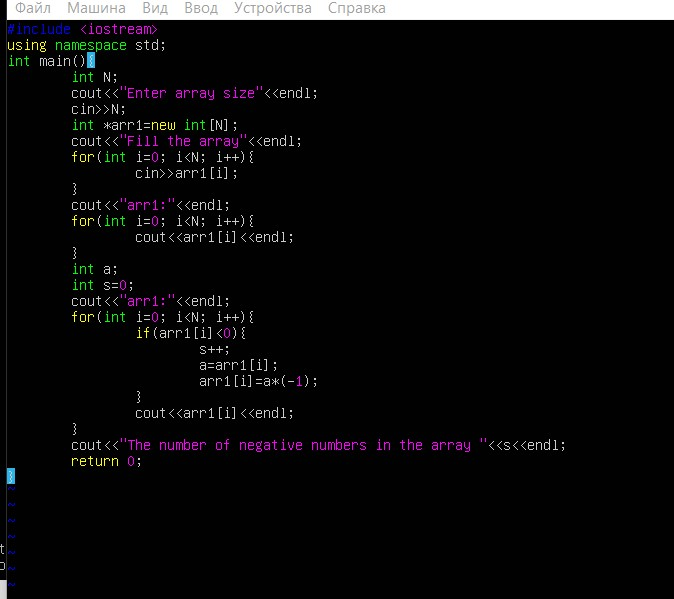 Файл Машина Вид Ввод Устройства Справка
#include <iostream>
using namespace std;
int main(){
        int N;
        cout<<"Enter array size"<<endl;
        cin>>N;
        int *arr1=new int[N];
        cout<<"Fill the array"<<endl;
        for(int i=0; i<N; i++){
                cin>>arr1[i];
        }
        cout<<"arr1:"<<endl;
        for(int i=0; i<N; i++){
                cout<<arr1[i]<<endl;
        }
        int a;
        int s=0;
        cout<<"arr1:"<<endl;
        for(int i=0; i<N; i++){
                if(arr1[i]<0){
                        s++;
                        a=arr1[i];
                        arr1[i]=a*(-1);
                }
                cout<<arr1[i]<<endl;
        }
        cout<<"The number of negative numbers in the array "<<s<<endl;
        return 0;
}
~
~
~
~
~
~
~